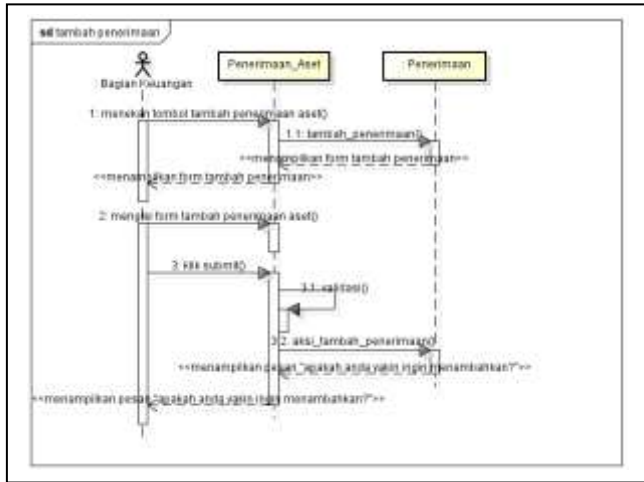 sd tambah penerimaan
Penerimaan_Aset
: Penerimaan
: Bagian Keuangan
1: menekan tombol tambah penerimaan aset()
1.1: tambah_penerimaan()
<<menampilkan form tambah penerimaan>>
<<menampilkan form tambah penerimaan>>
2: mengisi form tambah penerimaan aset()
3: klik submit()
3.1: validasi()
3.2: aksi_tambah_penerimaan()
<<menampilkan pesan "apakah anda yakin ingin menambahkan?">>
<<menampilkan pesan "apakah anda yakin ingin menambahkan?">>